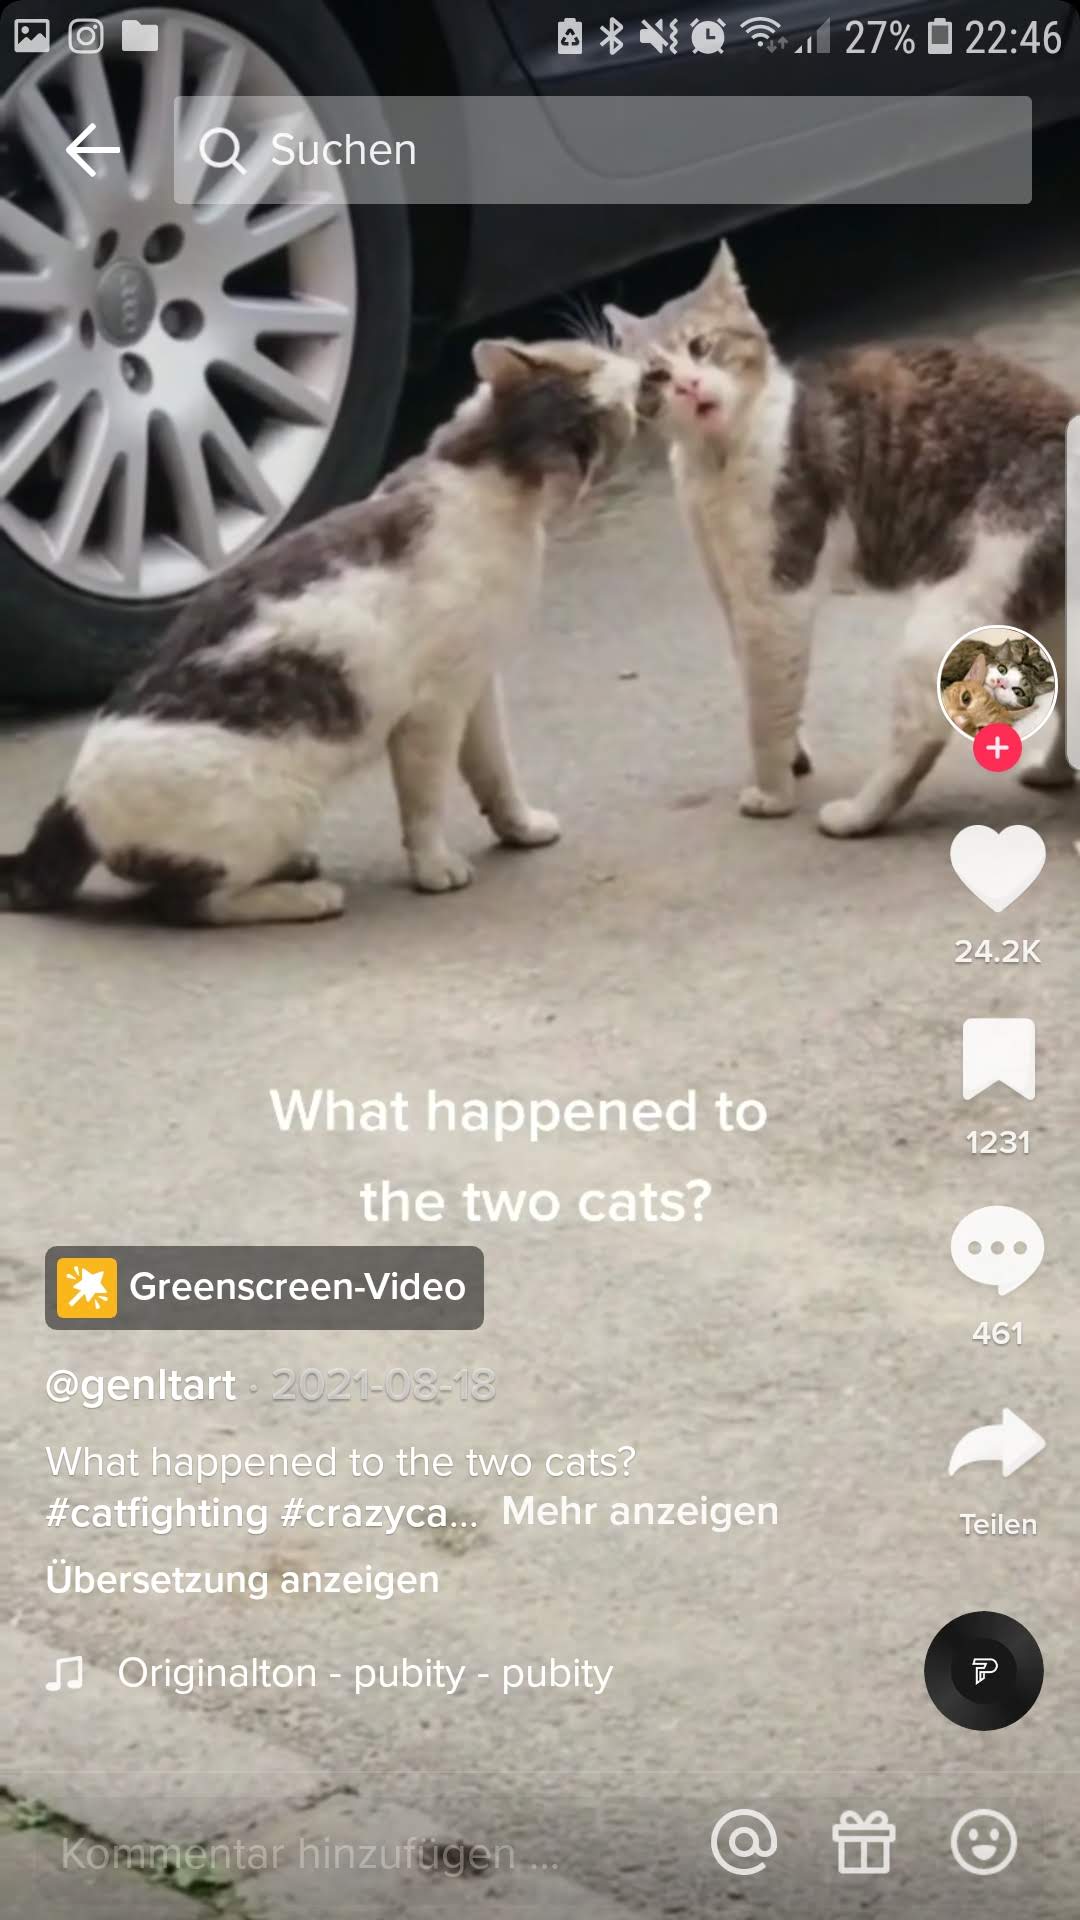 27% 22:46
Suchen
24.2K
1231
What happened to
the two cats?
461
Greenscreen-Video
@genltart · 2021-08-18
What happened to the two cats?
#catfighting #crazyca... Mehr anzeigen
Teilen
Übersetzung anzeigen
Originalton - pubity - pubity
Kommentar hinzufügen ...